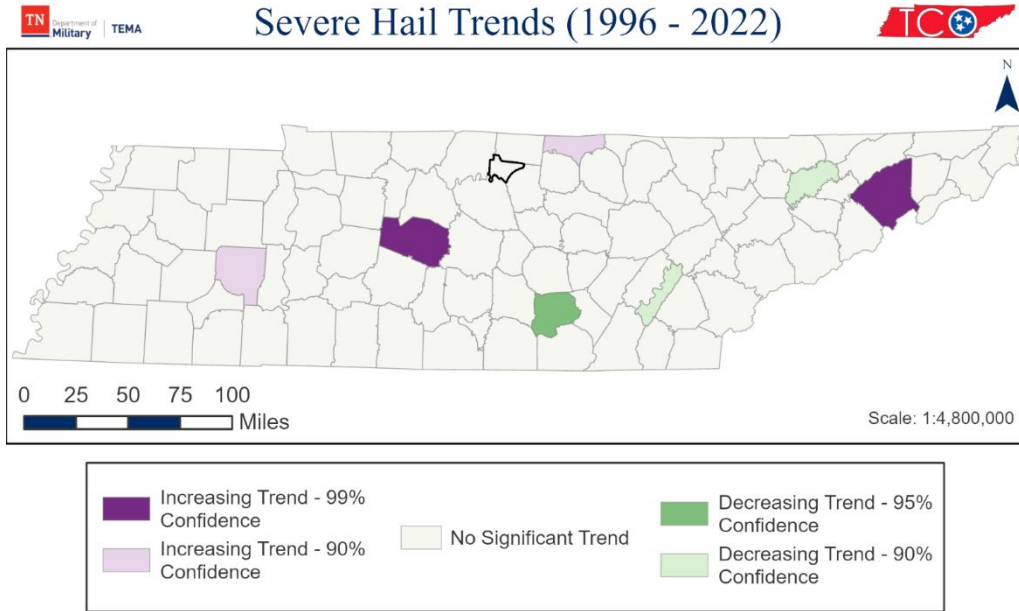 TN
Department of
Military
TEMA
Severe Hail Trends (1996 - 2022)
TCO
N
0 25 50 75 100
Miles
Scale: 1:4,800,000
Increasing Trend - 99%
Confidence
Increasing Trend - 90%
Confidence
No Significant Trend
Decreasing Trend - 95%
Confidence
Decreasing Trend - 90%
Confidence